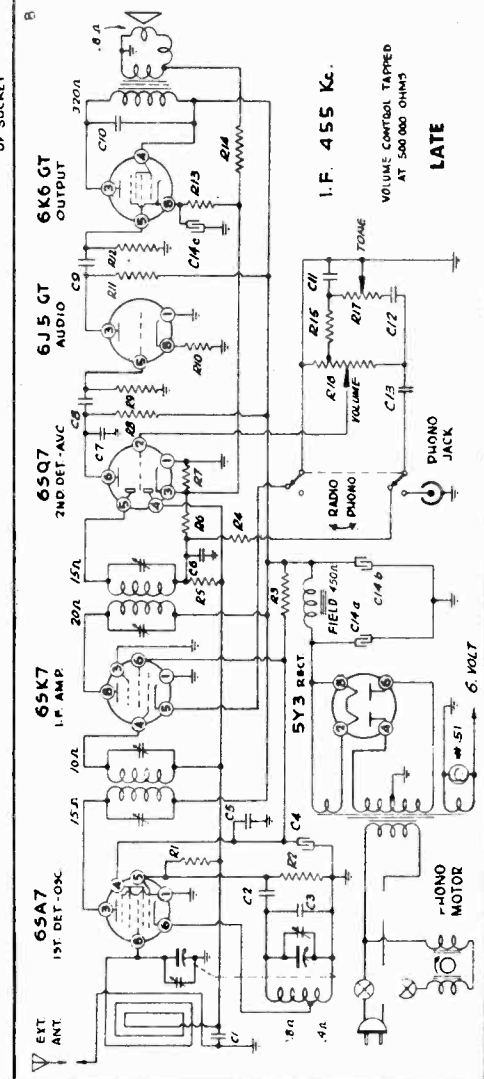 OF SOCKET
8
EXT. ANT.
6SA7
1ST. DET-OSC.
15Ω
10Ω
6SK7
I.F. AMP.
20Ω
15Ω
6SQ7
2ND. DET-AVC
6J5 GT
AUDIO
6K6 GT
OUTPUT
320Ω
.8Ω
C1
C2
C3
C4
C5
C6
C7
C8
C9
C10
R1
R2
R3
R4
R5
R6
R7
R8
R9
R10
R11
R12
R13
R14
C14c
.8Ω
.4Ω
RADIO
PHONO
R18
VOLUME
R16
R17
TONE
C11
C12
C13
PHONO
JACK
I.F. 455 Kc.
VOLUME CONTROL TAPPED
AT 500 000 OHMS
LATE
FIELD 450Ω
C14a
C14b
5Y3 RECT.
#.51
6. VOLT
PHONO
MOTOR